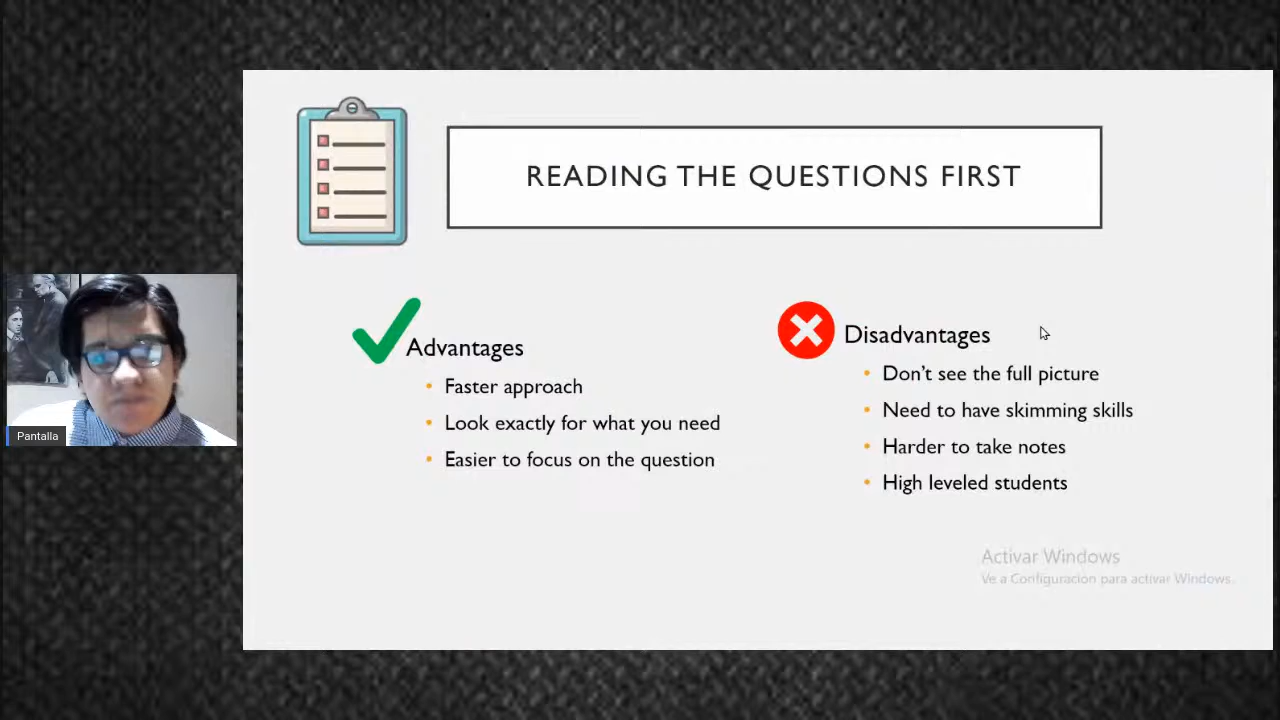 READING THE QUESTIONS FIRST
Advantages
Faster approach
Look exactly for what you need
Easier to focus on the question
Disadvantages
Don't see the full picture
Need to have skimming skills
Harder to take notes
High leveled students
Pantalla
Activar Windows
Ve a Configuración para activar Windows.